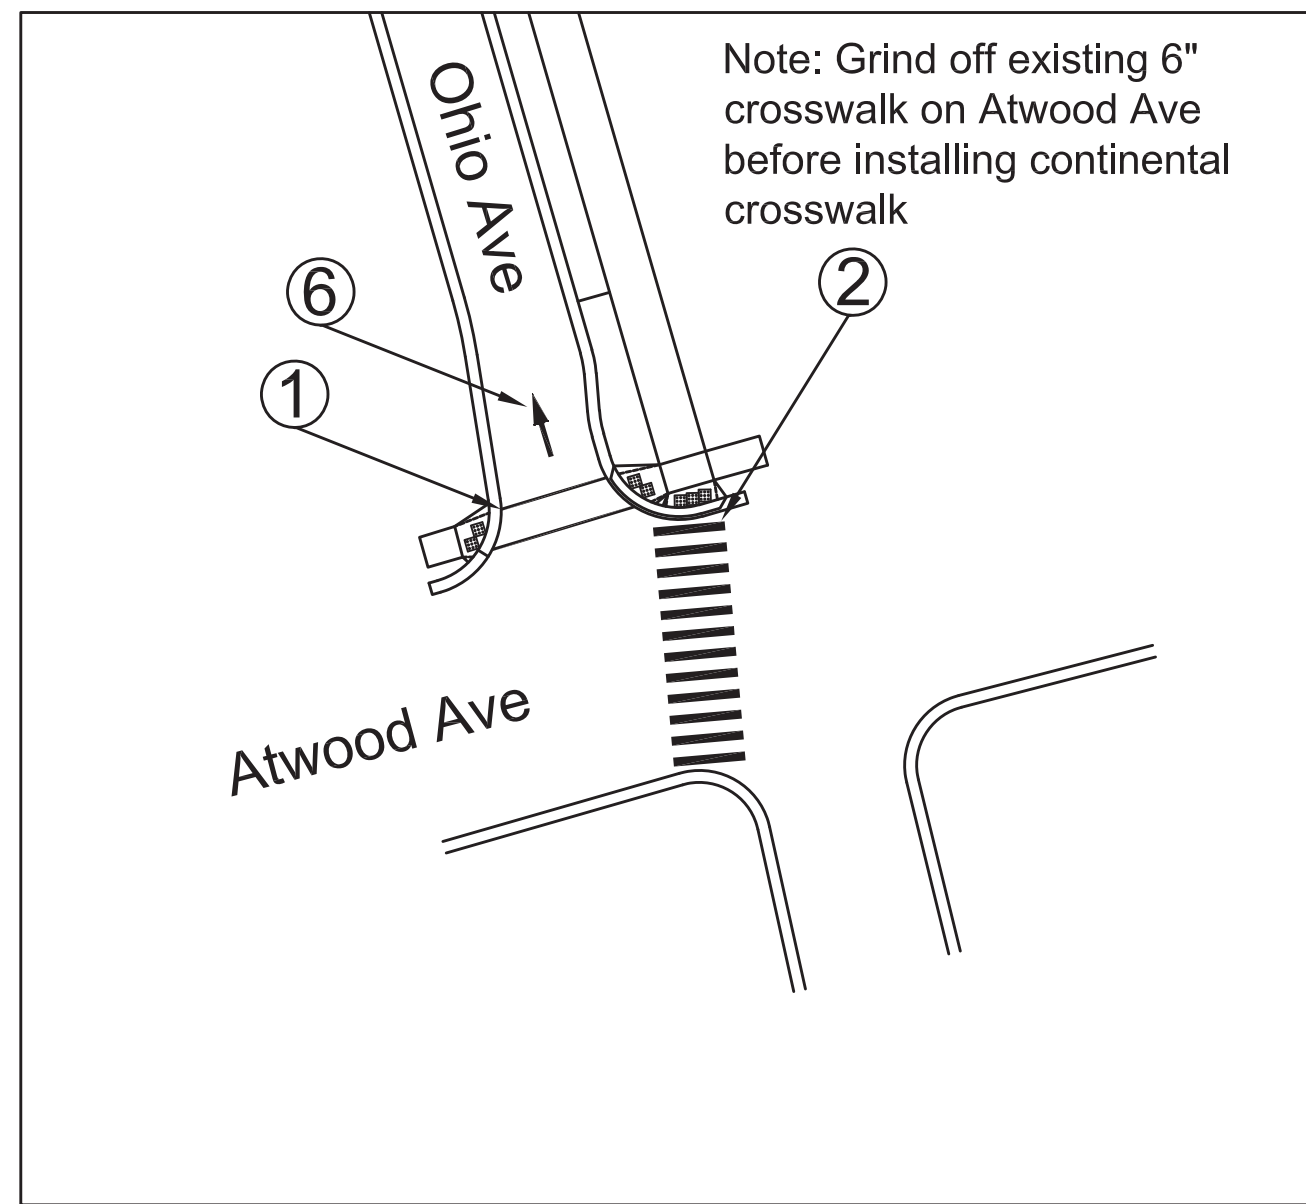 Note: Grind off existing 6"
crosswalk on Atwood Ave
before installing continental
crosswalk
Ohio Ave
6
2
1
Atwood Ave